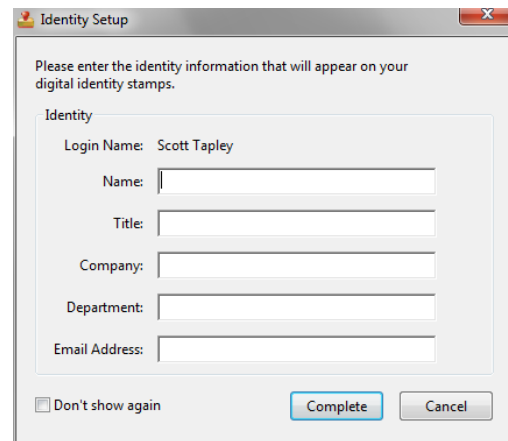 Identity Setup
Please enter the identity information that will appear on your
digital identity stamps.
Identity
Login Name: Scott Tapley
Name:
Title:
Company:
Department:
Email Address:
Don't show again Complete Cancel